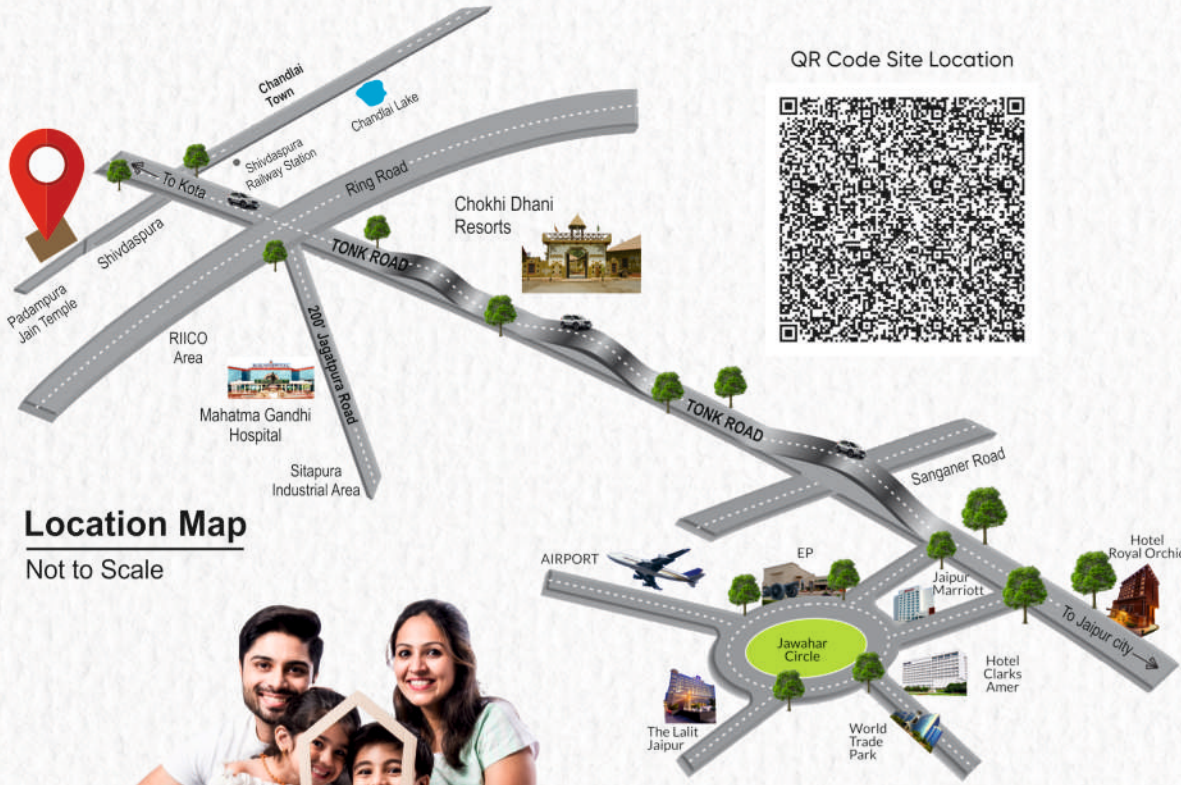 QR Code Site Location
Chandlai
Town
Chandlai Lake
Shivdaspura
Railway Station
To Kota
Ring Road
Shivdaspura
Padampura
Jain Temple
Chokhi Dhani
Resorts
TONK ROAD
RIICO
Area
200' Jagatpura Road
Mahatma Gandhi
Hospital
Sitapura
Industrial Area
TONK ROAD
Sanganer Road
Location Map
Not to Scale
AIRPORT
EP
Jaipur
Marriott
Hotel
Royal Orchid
To Jaipur city
Jawahar
Circle
Hotel
Clarks
Amer
The Lalit
Jaipur
World
Trade
Park